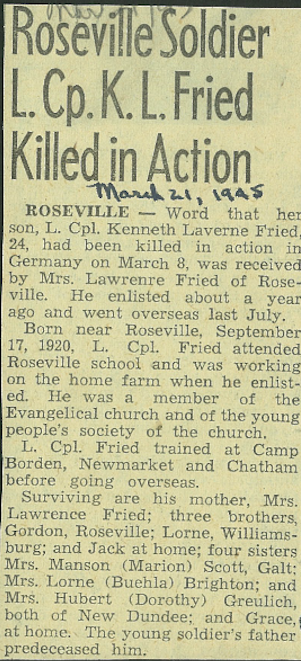 Roseville Soldier
L. Cp. K. L. Fried
Killed in Action
March 21, 1945
ROSEVILLE — Word that her
son, L. Cpl. Kenneth Laverne Fried,
24, had been killed in action in
Germany on March 8, was received
by Mrs. Lawrenre Fried of Rose-
ville. He enlisted about a year
ago and went overseas last July.
Born near Roseville, September
17, 1920, L. Cpl. Fried attended
Roseville school and was working
on the home farm when he enlist-
ed. He was a member of the
Evangelical church and of the young
people's society of the church.
L. Cpl. Fried trained at Camp
Borden, Newmarket and Chatham
before going overseas.
Surviving are his mother, Mrs.
Lawrence Fried; three brothers,
Gordon, Roseville; Lorne, Williams-
burg; and Jack at home; four sisters
Mrs. Manson (Marion) Scott, Galt;
Mrs. Lorne (Buehla) Brighton; and
Mrs. Hubert (Dorothy) Greulich,
both of New Dundee; and Grace,
at home. The young soldier's father
predeceased him.